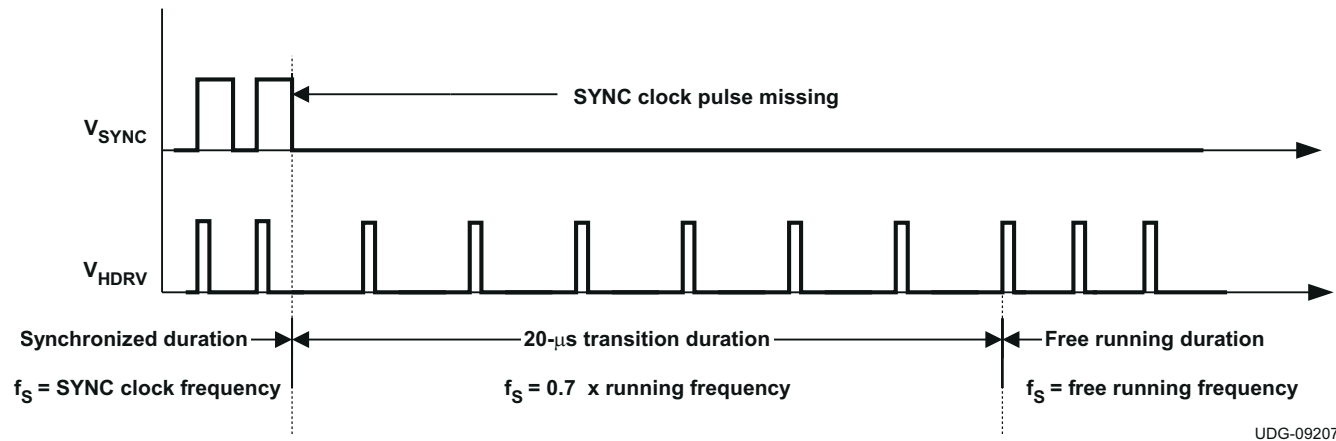 SYNC clock pulse missing
VSYNC
VHDRV
Synchronized duration
20-μs transition duration
Free running duration
fS = SYNC clock frequency
fS = 0.7 x running frequency
fS = free running frequency
UDG-09207